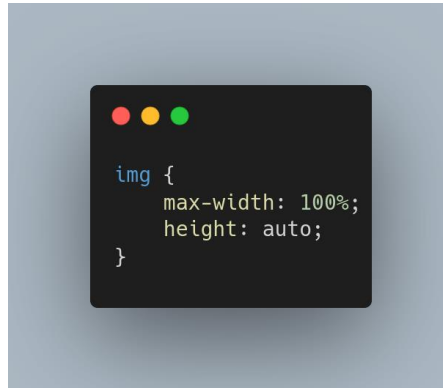 img {
    max-width: 100%;
    height: auto;
}